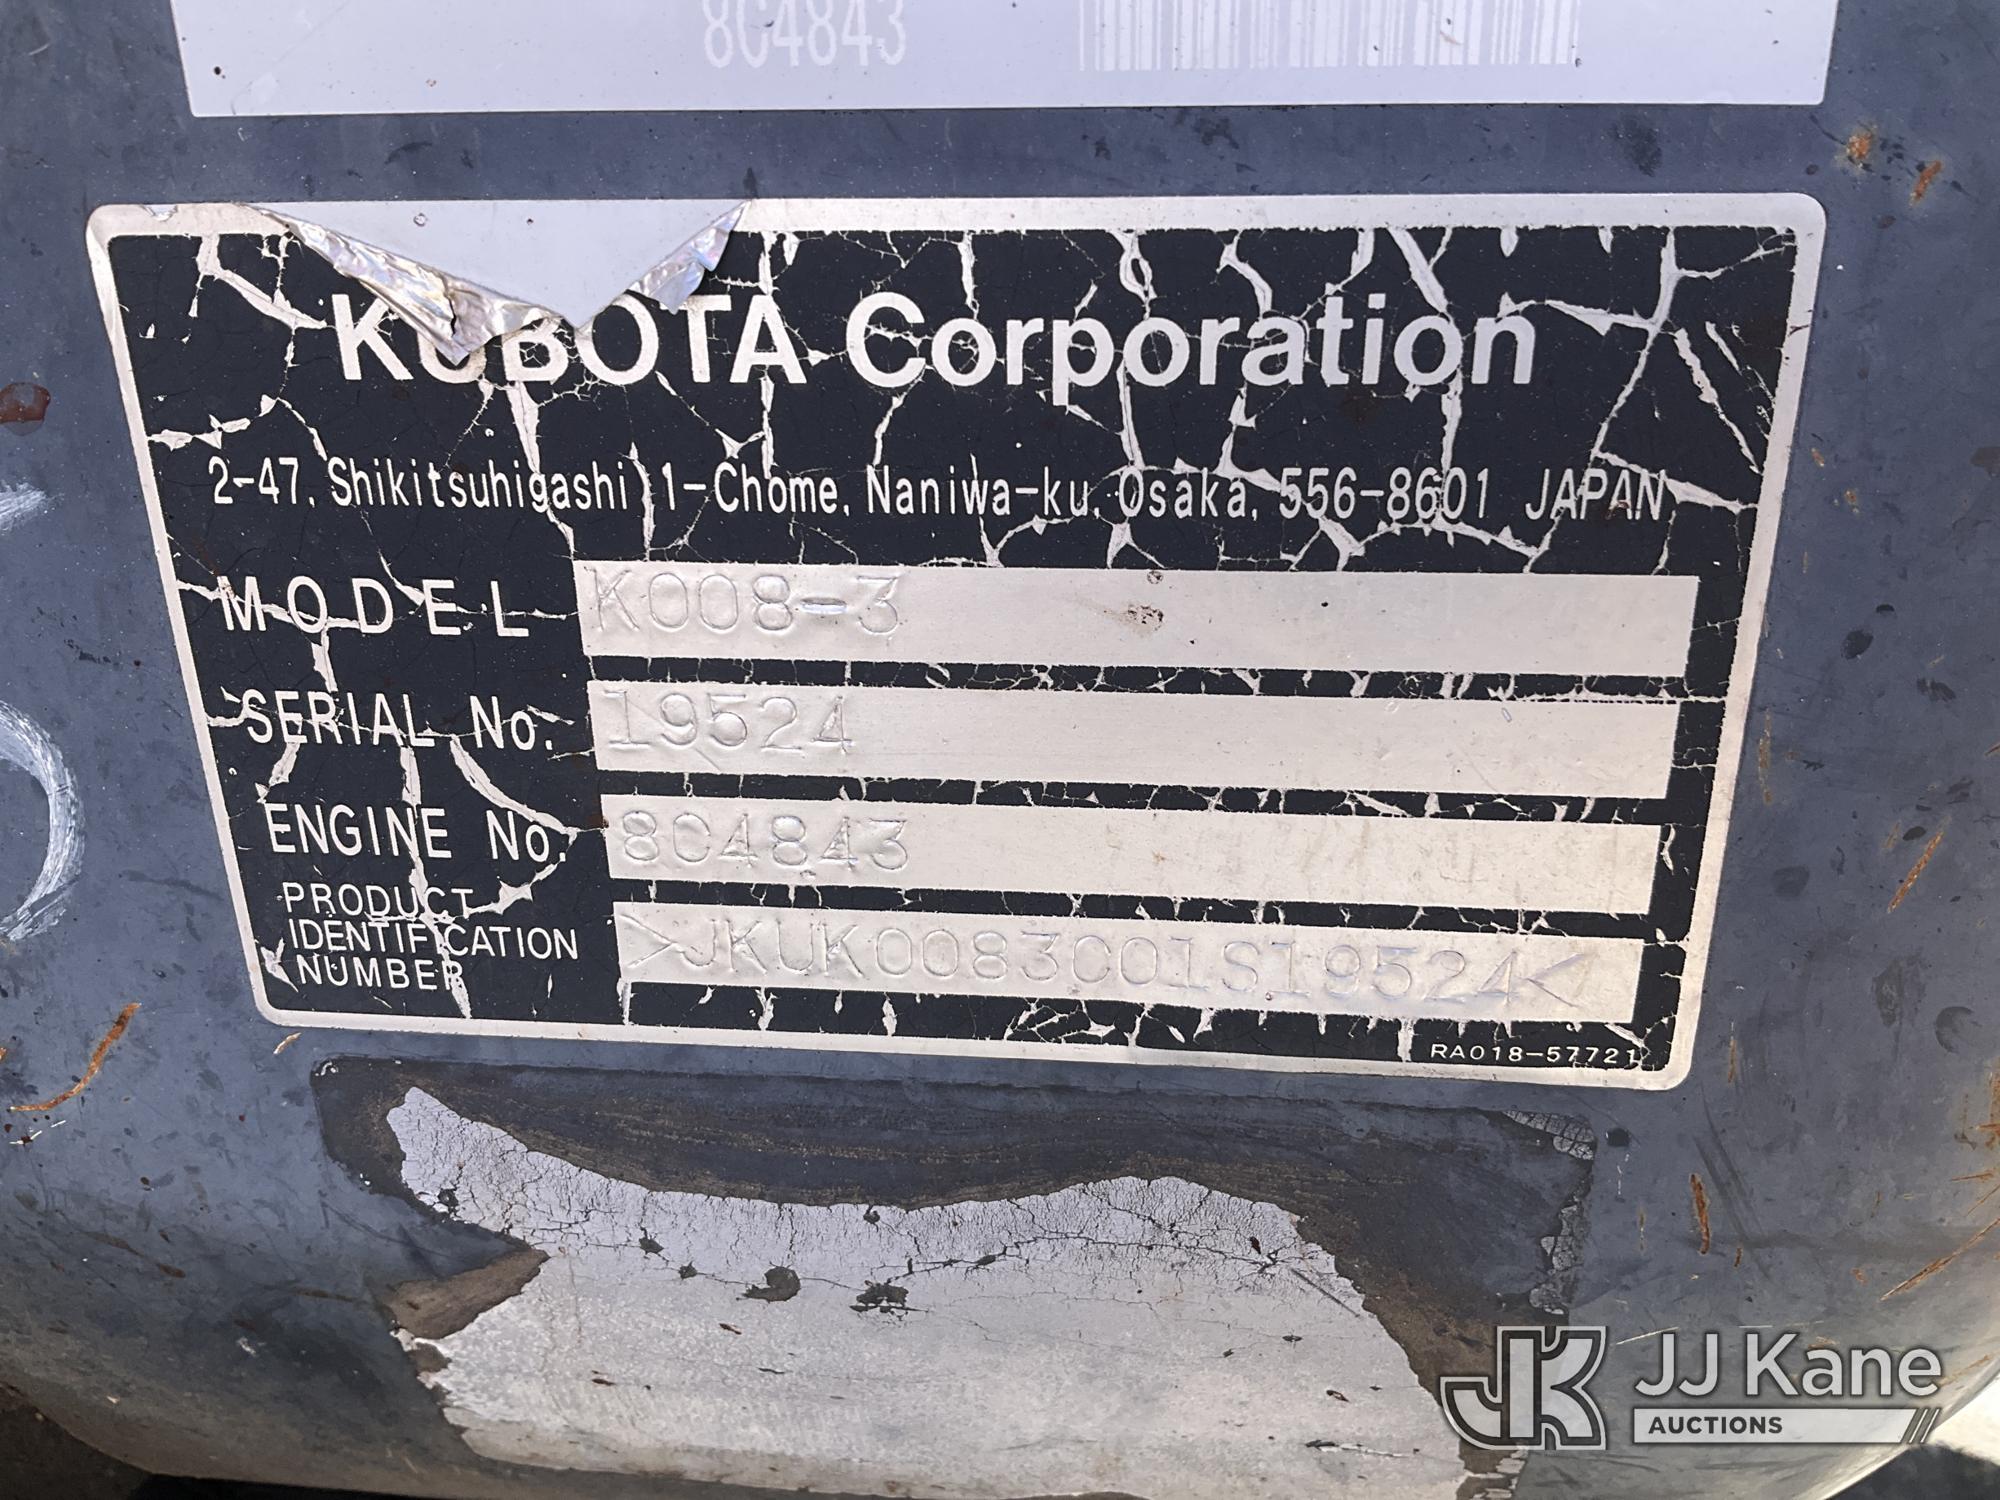 8C4843
KUBOTA Corporation
2-47, Shikitsuhigashi 1-Chome, Naniwa-ku, Osaka, 556-8601 JAPAN
MODEL K008-3
SERIAL No. 19524
ENGINE No. 8C4843
PRODUCT
IDENTIFICATION
NUMBER >JKUK0083C01S19524<
RA018-57721
JK JJ Kane
AUCTIONS